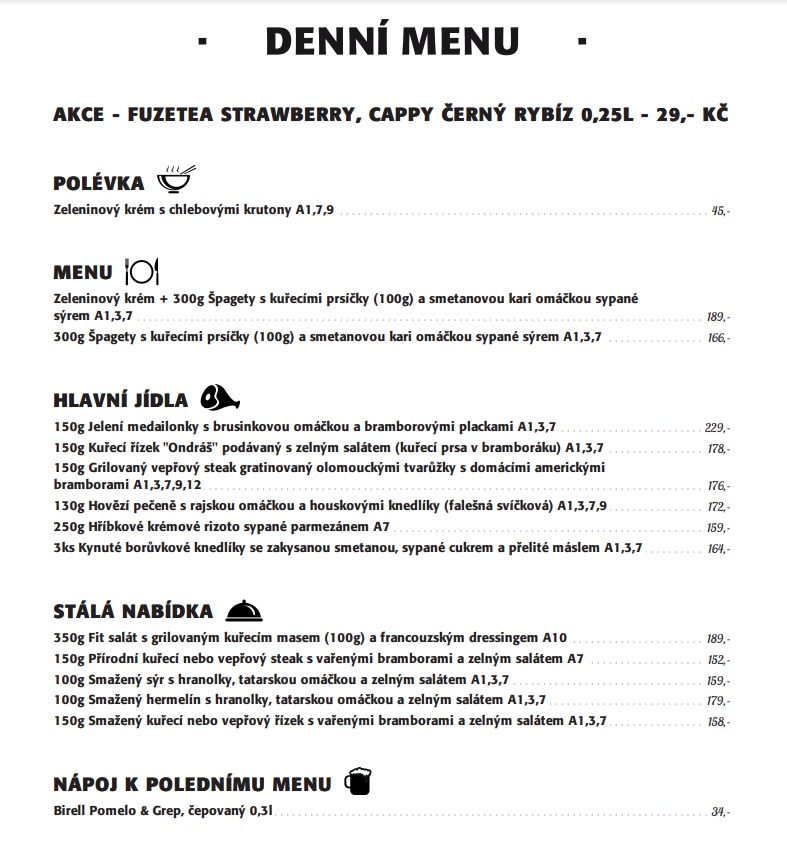 DENNÍ MENU
AKCE - FUZETEA STRAWBERRY, CAPPY ČERNÝ RYBÍZ 0,25L - 29,- KČ
POLÉVKA
Zeleninový krém s chlebovými krutony A1,7,9 45,-
MENU
Zeleninový krém + 300g Špagety s kuřecími prsíčky (100g) a smetanovou kari omáčkou sypané
sýrem A1,3,7 189,-
300g Špagety s kuřecími prsíčky (100g) a smetanovou kari omáčkou sypané sýrem A1,3,7 166,-
HLAVNÍ JÍDLA
150g Jelení medailonky s brusinkovou omáčkou a bramborovými plackami A1,3,7 229,-
150g Kuřecí řízek "Ondráš" podávaný s zelným salátem (kuřecí prsa v bramboráku) A1,3,7 178,-
150g Grilovaný vepřový steak gratinovaný olomouckými tvarůžky s domácími americkými
bramborami A1,3,7,9,12 176,-
130g Hovězí pečeně s rajskou omáčkou a houskovými knedlíky (falešná svíčková) A1,3,7,9 172,-
250g Hříbkové krémové rizoto sypané parmezánem A7 159,-
3ks Kynuté borůvkové knedlíky se zakysanou smetanou, sypané cukrem a přelité máslem A1,3,7 164,-
STÁLÁ NABÍDKA
350g Fit salát s grilovaným kuřecím masem (100g) a francouzským dressingem A10 189,-
150g Přírodní kuřecí nebo vepřový steak s vařenými bramborami a zelným salátem A7 152,-
100g Smažený sýr s hranolky, tatarskou omáčkou a zelným salátem A1,3,7 159,-
100g Smažený hermelín s hranolky, tatarskou omáčkou a zelným salátem A1,3,7 179,-
150g Smažený kuřecí nebo vepřový řízek s vařenými bramborami a zelným salátem A1,3,7 158,-
NÁPOJ K POLEDNÍMU MENU
Birell Pomelo & Grep, čepovaný 0,3l 34,-